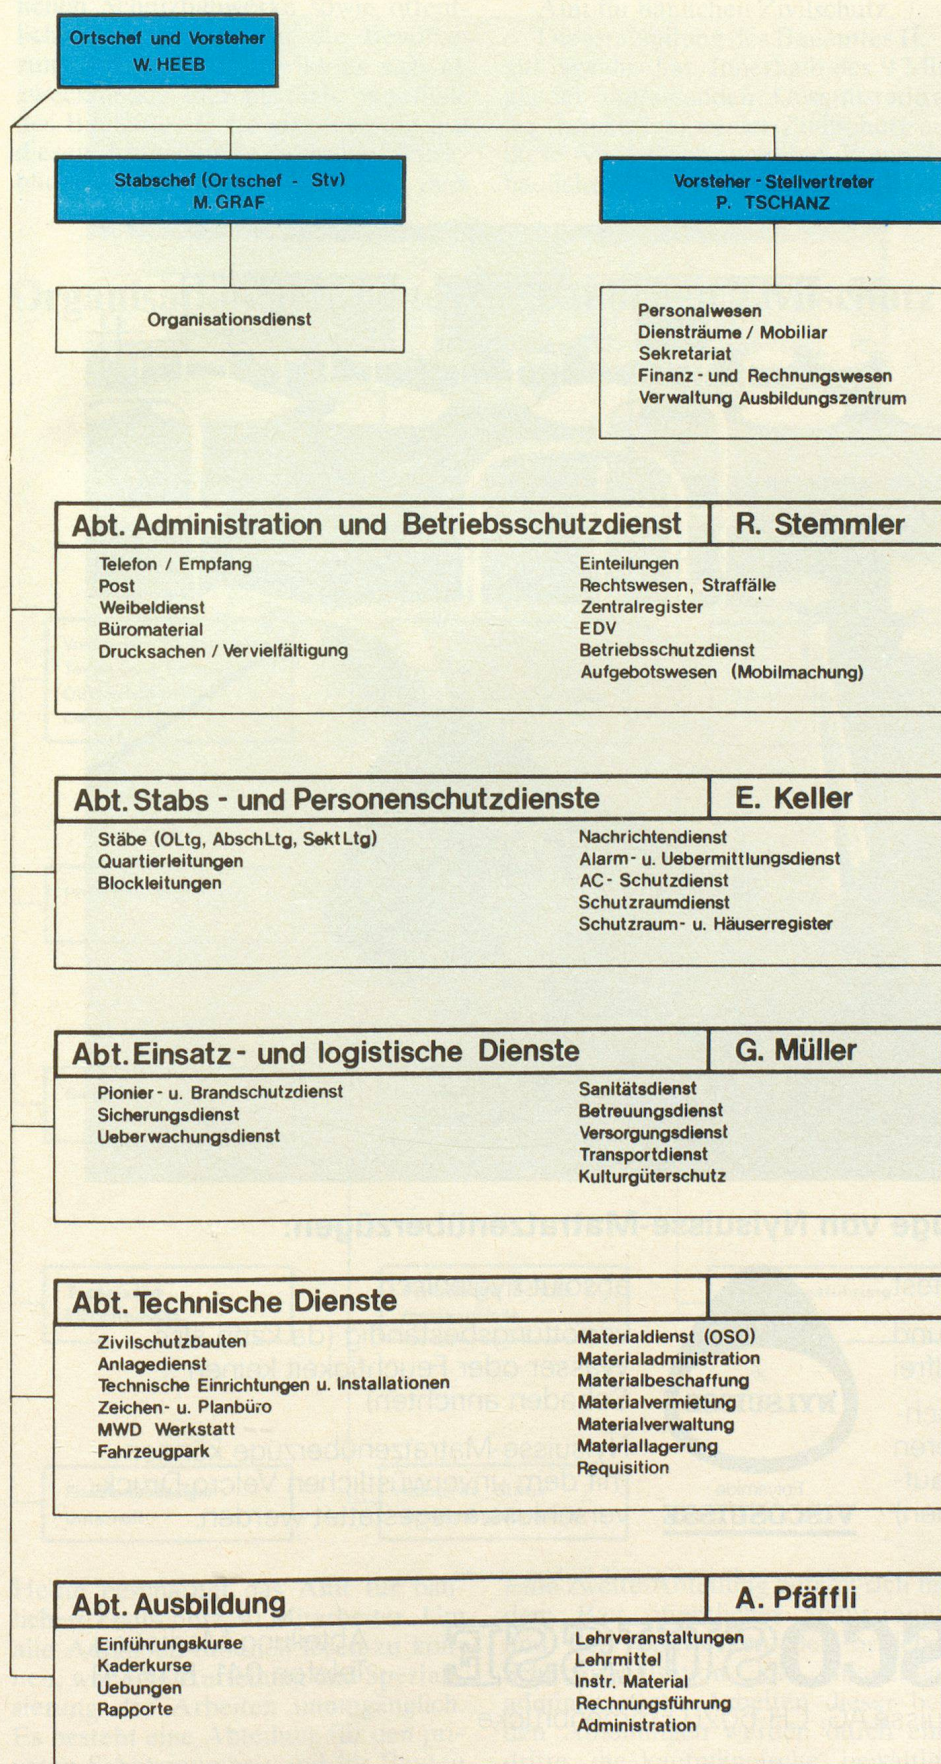 Ortschef und Vorsteher
W. HEEB
Stabschef (Ortschef - Stv)
M. GRAF
Vorsteher - Stellvertreter
P. TSCHANZ
Organisationsdienst
Personalwesen
Diensträume / Mobiliar
Sekretariat
Finanz - und Rechnungswesen
Verwaltung Ausbildungszentrum
Abt. Administration und Betriebsschutzdienst
R. Stemmler
Telefon / Empfang
Post
Weibeldienst
Büromaterial
Drucksachen / Vervielfältigung
Einteilungen
Rechtswesen, Straffälle
Zentralregister
EDV
Betriebsschutzdienst
Aufgebotswesen (Mobilmachung)
Abt. Stabs - und Personenschutzdienste
E. Keller
Stäbe (OLtg, AbschLtg, SektLtg)
Quartierleitungen
Blockleitungen
Nachrichtendienst
Alarm - u. Uebermittlungsdienst
AC - Schutzdienst
Schutzraumdienst
Schutzraum - u. Häuserregister
Abt. Einsatz - und logistische Dienste
G. Müller
Pionier - u. Brandschutzdienst
Sicherungsdienst
Ueberwachungsdienst
Sanitätsdienst
Betreuungsdienst
Versorgungsdienst
Transportdienst
Kulturgüterschutz
Abt. Technische Dienste
Zivilschutzbauten
Anlagedienst
Technische Einrichtungen u. Installationen
Zeichen - u. Planbüro
MWD Werkstatt
Fahrzeugpark
Materialdienst (OSO)
Materialadministration
Materialbeschaffung
Materialvermietung
Materialverwaltung
Materiallagerung
Requisition
Abt. Ausbildung
A. Pfäffli
Einführungskurse
Kaderkurse
Uebungen
Rapporte
Lehrveranstaltungen
Lehrmittel
Instr. Material
Rechnungsführung
Administration